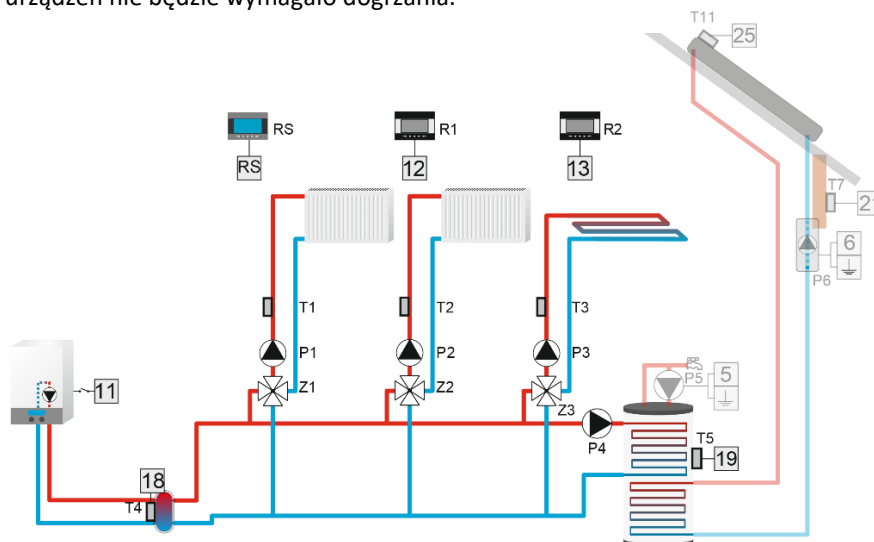 urządzeń nie będzie wymagało dogrzania.
T11
25
RS
R1
R2
RS
12
13
T7
21
6
P6
T1
T2
T3
P1
P2
P3
P5
5
11
Z1
Z2
Z3
P4
T5
19
18
T4